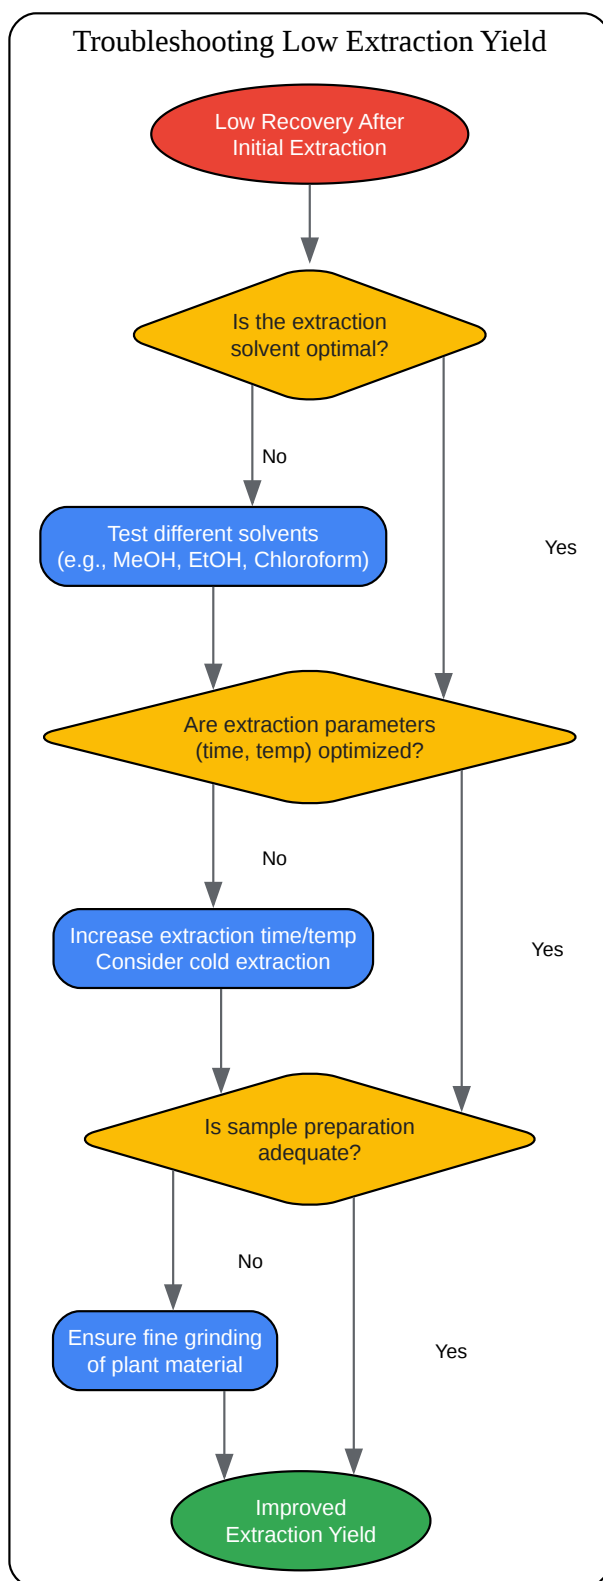 Troubleshooting Low Extraction Yield
Low Recovery After
Initial Extraction
Is the extraction
solvent optimal?
No
Test different solvents
(e.g., MeOH, EtOH, Chloroform)
Yes
Are extraction parameters
(time, temp) optimized?
No
Increase extraction time/temp
Consider cold extraction
Yes
Is sample preparation
adequate?
No
Ensure fine grinding
of plant material
Yes
Improved
Extraction Yield